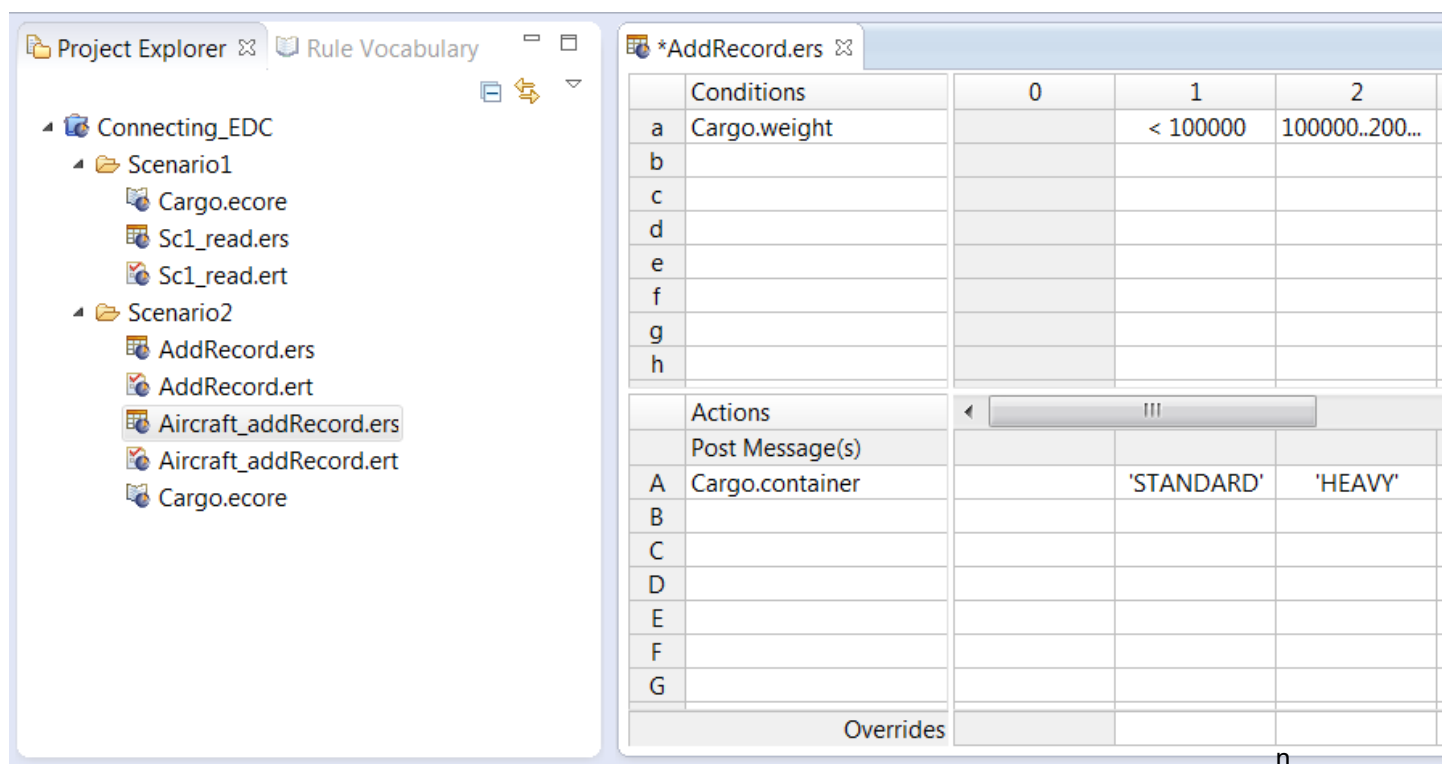 Project Explorer Rule Vocabulary
Connecting_EDC
Scenario1
Cargo.ecore
Sc1_read.ers
Sc1_read.ert
Scenario2
AddRecord.ers
AddRecord.ert
Aircraft_addRecord.ers
Aircraft_addRecord.ert
Cargo.ecore
*AddRecord.ers
Conditions 0 1 2
a Cargo.weight < 100000 100000..200...
b
c
d
e
f
g
h
Actions
Post Message(s)
A Cargo.container 'STANDARD' 'HEAVY'
B
C
D
E
F
G
Overrides
n